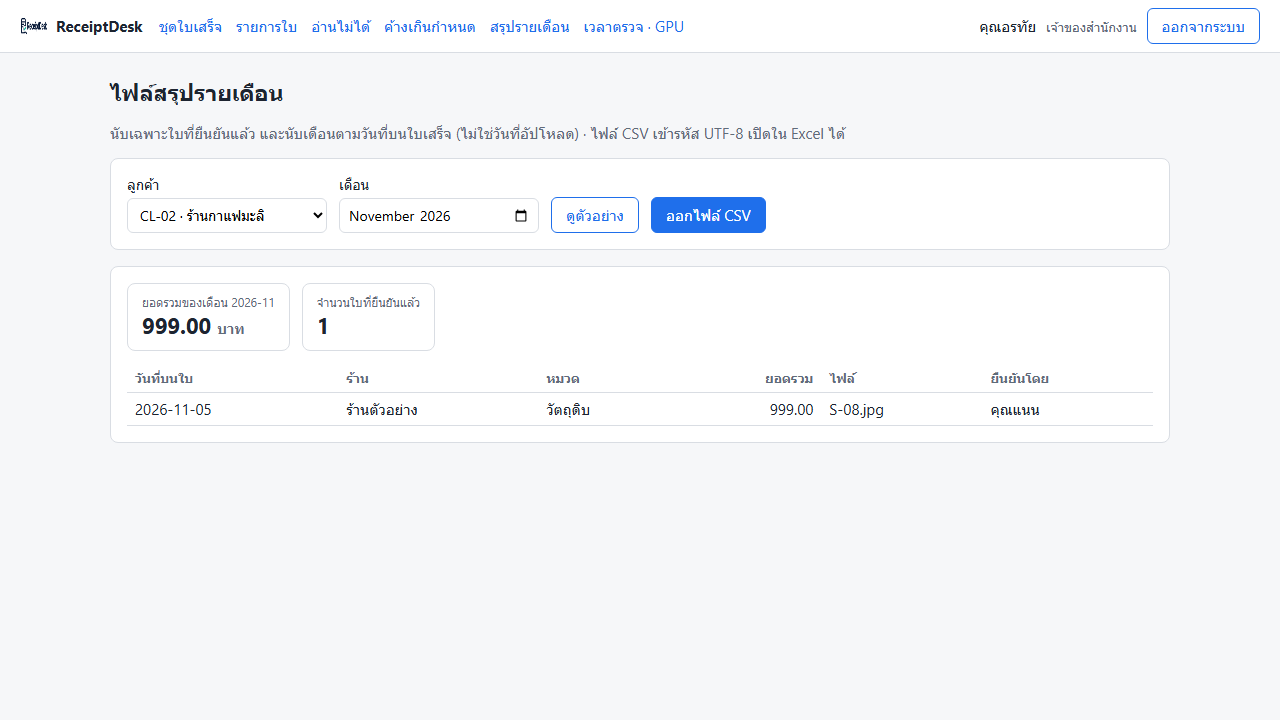 ReceiptDesk ชุดใบเสร็จ รายการใบ อ่านไม่ได้ ค้างเกินกำหนด สรุปรายเดือน เวลาตรวจ · GPU คุณอรทัย เจ้าของสำนักงาน ออกจากระบบ
ไฟล์สรุปรายเดือน
นับเฉพาะใบที่ยืนยันแล้ว และนับเดือนตามวันที่บนใบเสร็จ (ไม่ใช่วันที่อัปโหลด) · ไฟล์ CSV เข้ารหัส UTF-8 เปิดใน Excel ได้
ลูกค้า เดือน
CL-02 · ร้านกาแฟมะลิ November 2026 ดูตัวอย่าง ออกไฟล์ CSV
ยอดรวมของเดือน 2026-11 จำนวนใบที่ยืนยันแล้ว
999.00 บาท 1
วันที่บนใบ ร้าน หมวด ยอดรวม ไฟล์ ยืนยันโดย
2026-11-05 ร้านตัวอย่าง วัตถุดิบ 999.00 S-08.jpg คุณแนน